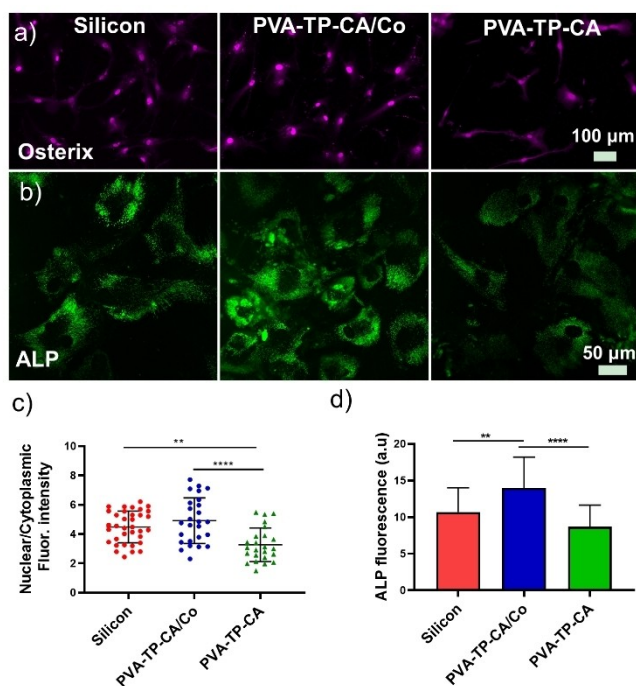 a)
Silicon
PVA-TP-CA/Co
PVA-TP-CA
Osterix
100 µm
b)
ALP
50 µm
c)
**
****
Nuclear/Cytoplasmic
Fluor. intensity
10
8
6
4
2
0
Silicon
PVA-TP-CA/Co
PVA-TP-CA
d)
**
****
ALP fluorescence (a.u)
20
15
10
5
0
Silicon
PVA-TP-CA/Co
PVA-TP-CA